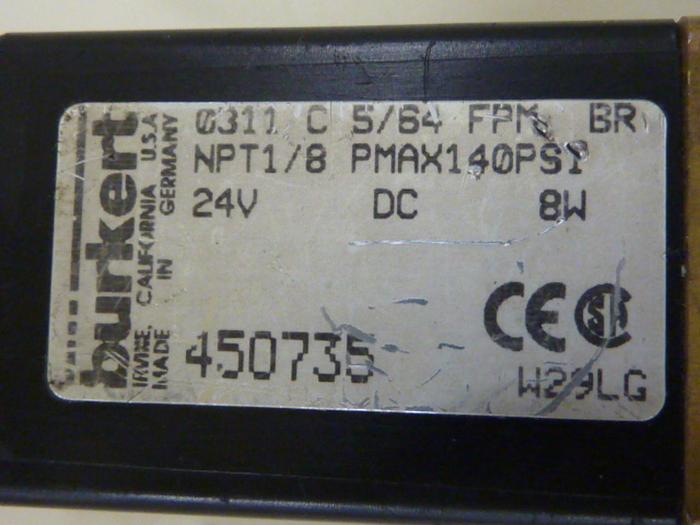 burkert
IRVINE, CALIFORNIA U.S.A
MADE IN GERMANY
0311 C 5/64 FPM BR
NPT1/8 PMAX140PSI
24V DC 8W
CE
450735
W29LG